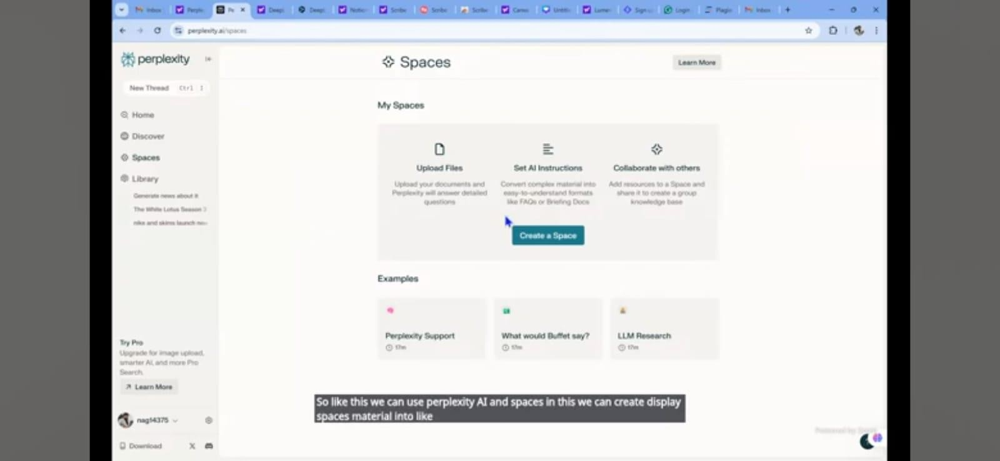 Inbox
Perple
Pe
Deepl
Deepl
Notion
Scribe
Scribe
Scribe
Canva
Untitl
Lumer
Sign u
Login
Plagia
Inbox
perplexity.ai/spaces
perplexity
New Thread Ctrl I
Home
Discover
Spaces
Library
Generate news about it
The White Lotus Season 3
nike and skims launch new
Try Pro
Upgrade for image upload,
smarter AI, and more Pro
Search.
Learn More
nag14375
Download
Spaces
Learn More
My Spaces
Upload Files
Upload your documents and
Perplexity will answer detailed
questions
Set AI Instructions
Convert complex material into
easy-to-understand formats
like FAQs or Briefing Docs
Collaborate with others
Add resources to a Space and
share it to create a group
knowledge base
Create a Space
Examples
Perplexity Support
17m
What would Buffet say?
17m
LLM Research
17m
So like this we can use perplexity AI and spaces in this we can create display
spaces material into like
Powered by